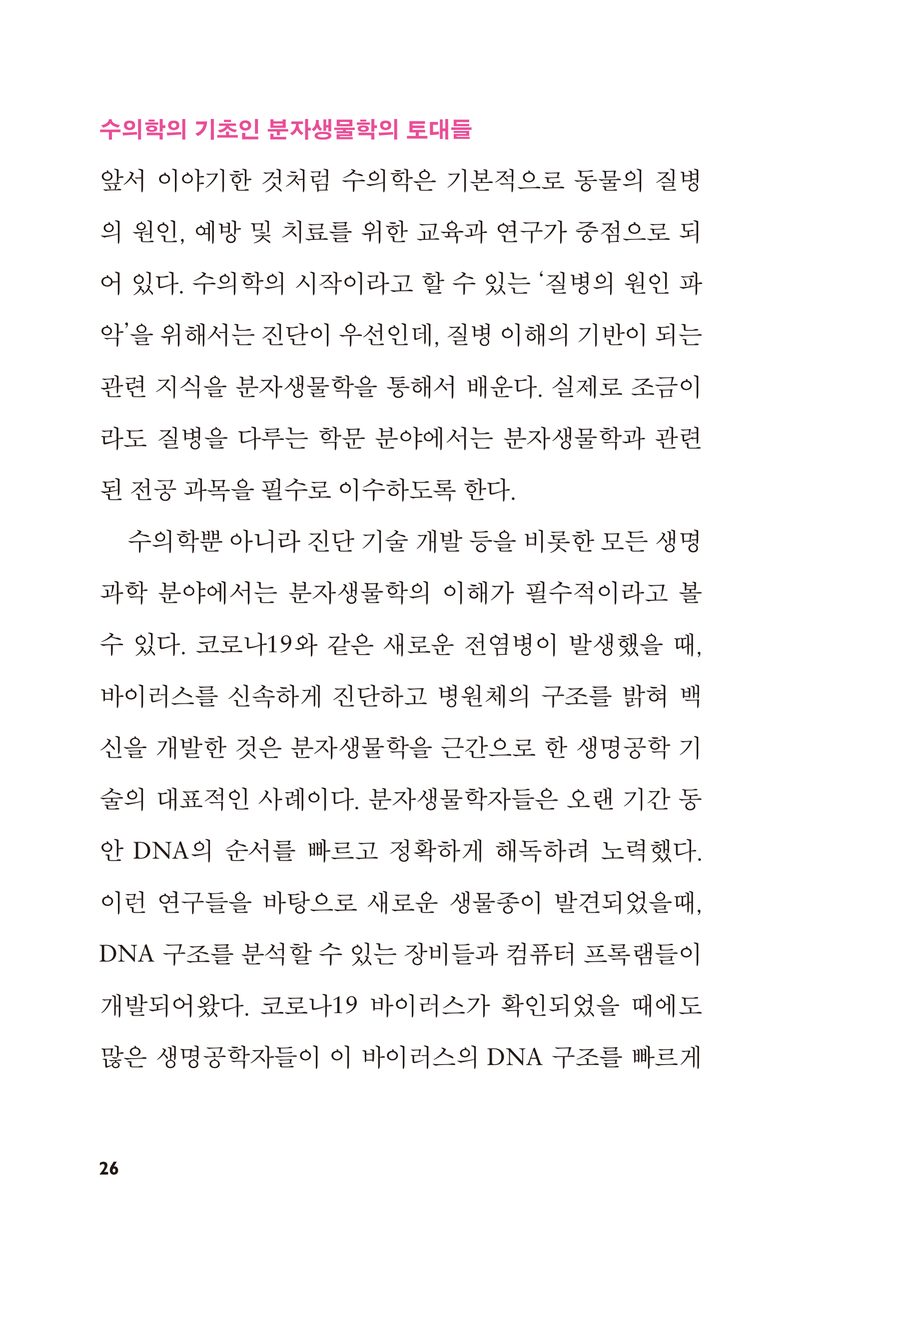 수의학의 기초인 분자생물학의 토대들
앞서 이야기한 것처럼 수의학은 기본적으로 동물의 질병
의 원인, 예방 및 치료를 위한 교육과 연구가 중점으로 되
어 있다. 수의학의 시작이라고 할 수 있는 ‘질병의 원인 파
악’을 위해서는 진단이 우선인데, 질병 이해의 기반이 되는
관련 지식을 분자생물학을 통해서 배운다. 실제로 조금이
라도 질병을 다루는 학문 분야에서는 분자생물학과 관련
된 전공 과목을 필수로 이수하도록 한다.
수의학뿐 아니라 진단 기술 개발 등을 비롯한 모든 생명
과학 분야에서는 분자생물학의 이해가 필수적이라고 볼
수 있다. 코로나19와 같은 새로운 전염병이 발생했을 때,
바이러스를 신속하게 진단하고 병원체의 구조를 밝혀 백
신을 개발한 것은 분자생물학을 근간으로 한 생명공학 기
술의 대표적인 사례이다. 분자생물학자들은 오랜 기간 동
안 DNA의 순서를 빠르고 정확하게 해독하려 노력했다.
이런 연구들을 바탕으로 새로운 생물종이 발견되었을때,
DNA 구조를 분석할 수 있는 장비들과 컴퓨터 프록램들이
개발되어왔다. 코로나19 바이러스가 확인되었을 때에도
많은 생명공학자들이 이 바이러스의 DNA 구조를 빠르게
26